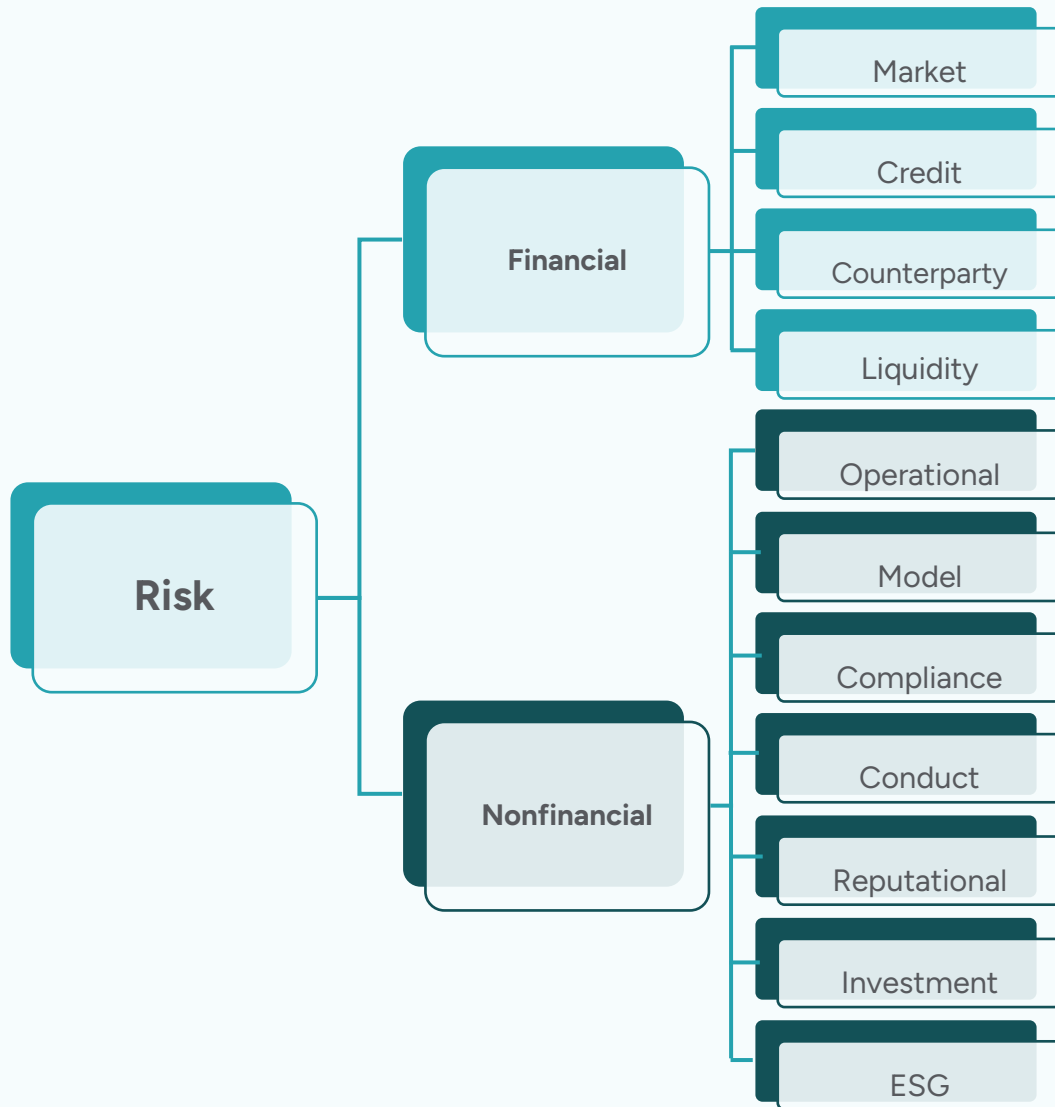 Risk
Financial
Market
Credit
Counterparty
Liquidity
Nonfinancial
Operational
Model
Compliance
Conduct
Reputational
Investment
ESG